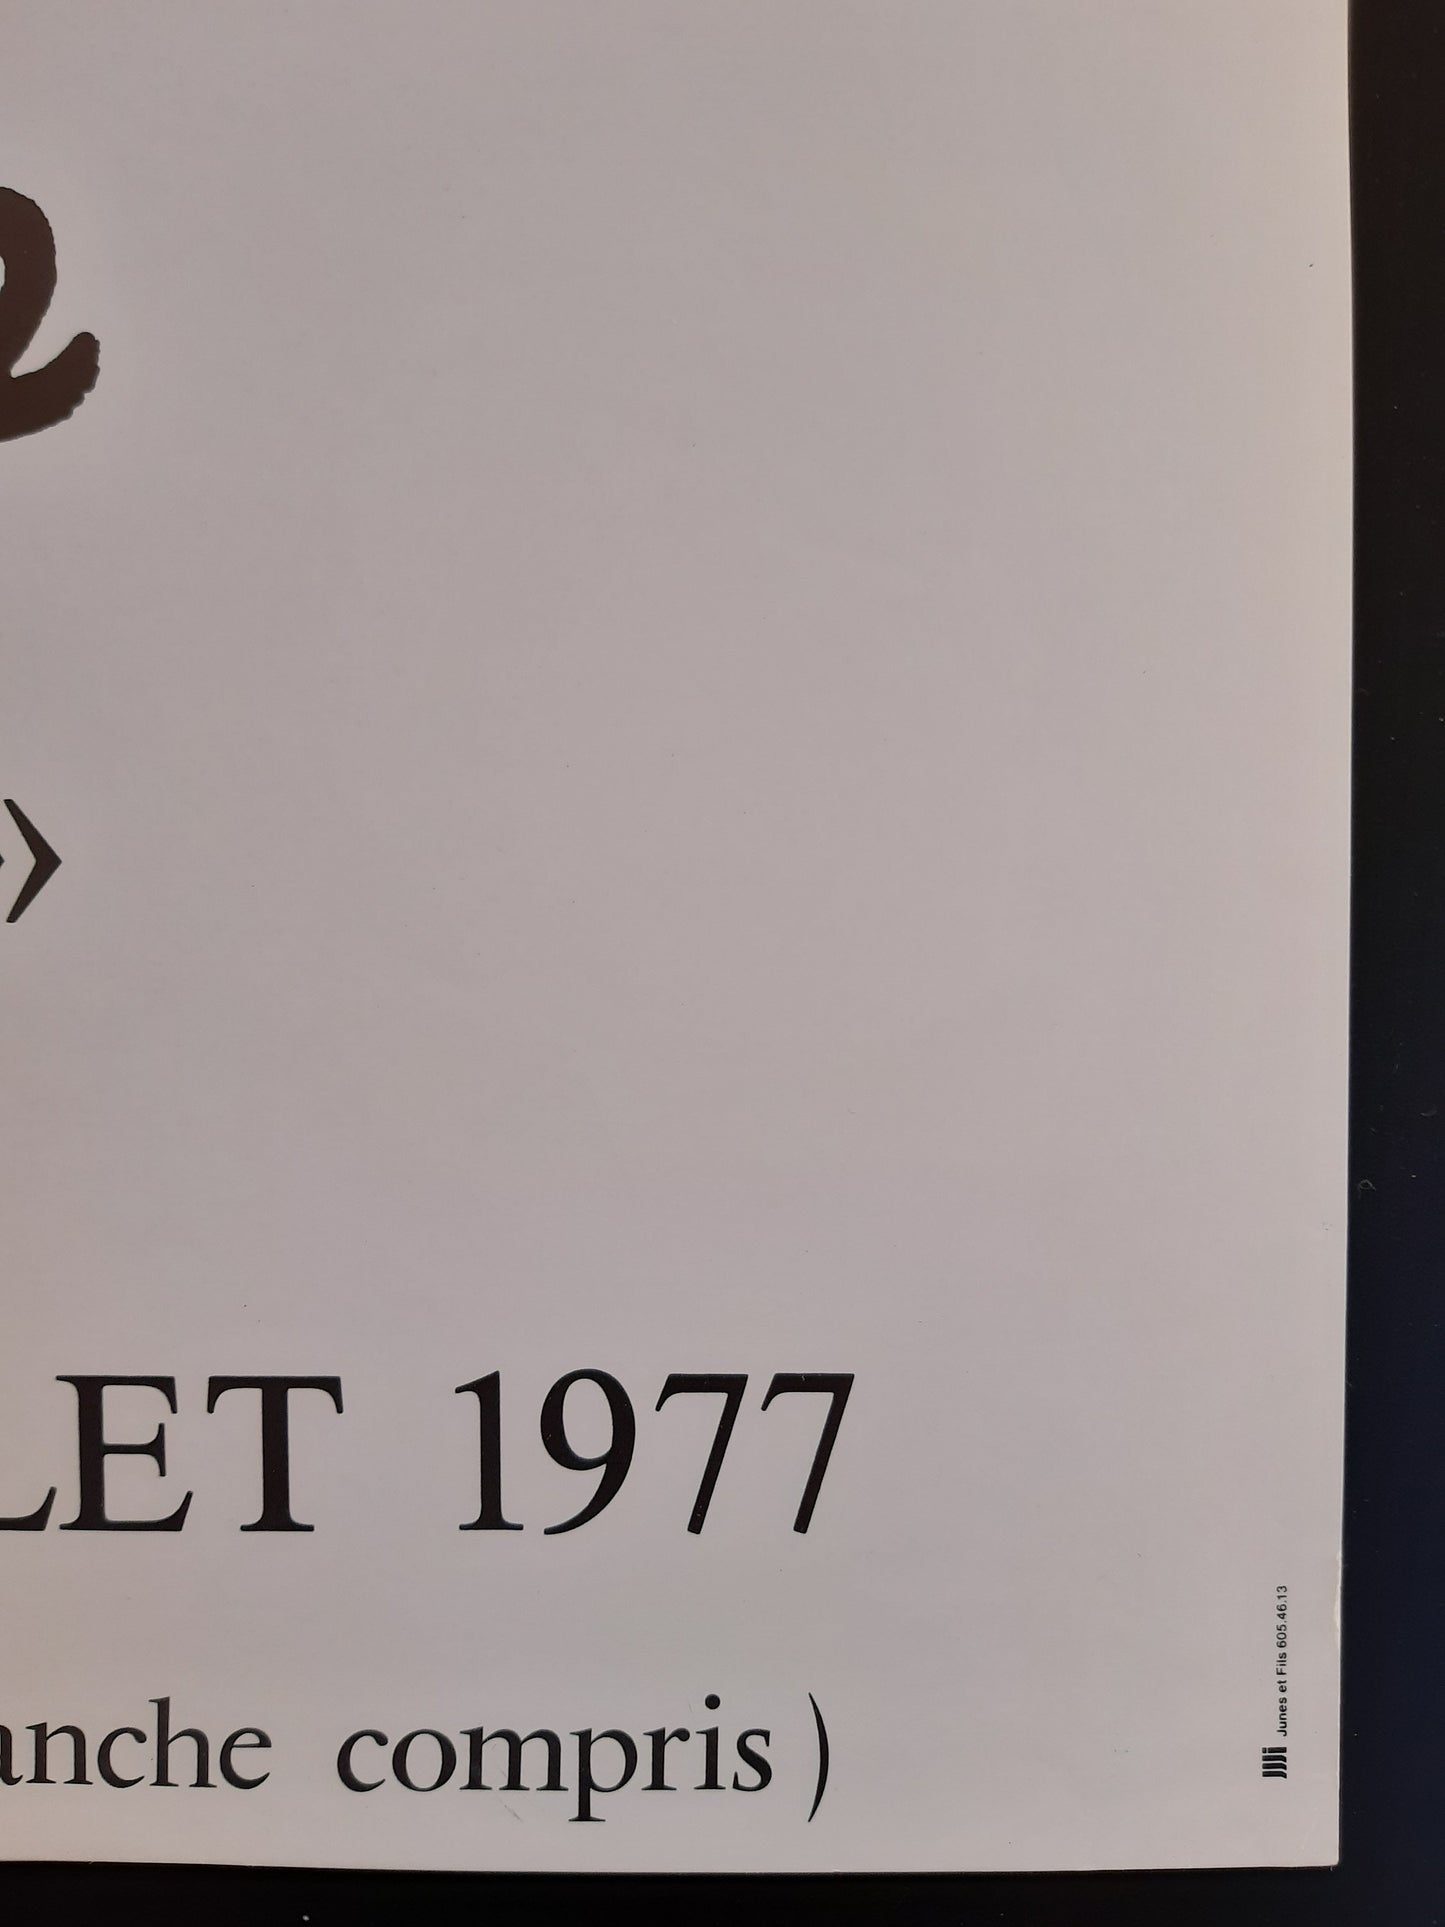 e
»
LET 1977
anche compris )
Junes et Fils 605.46.13